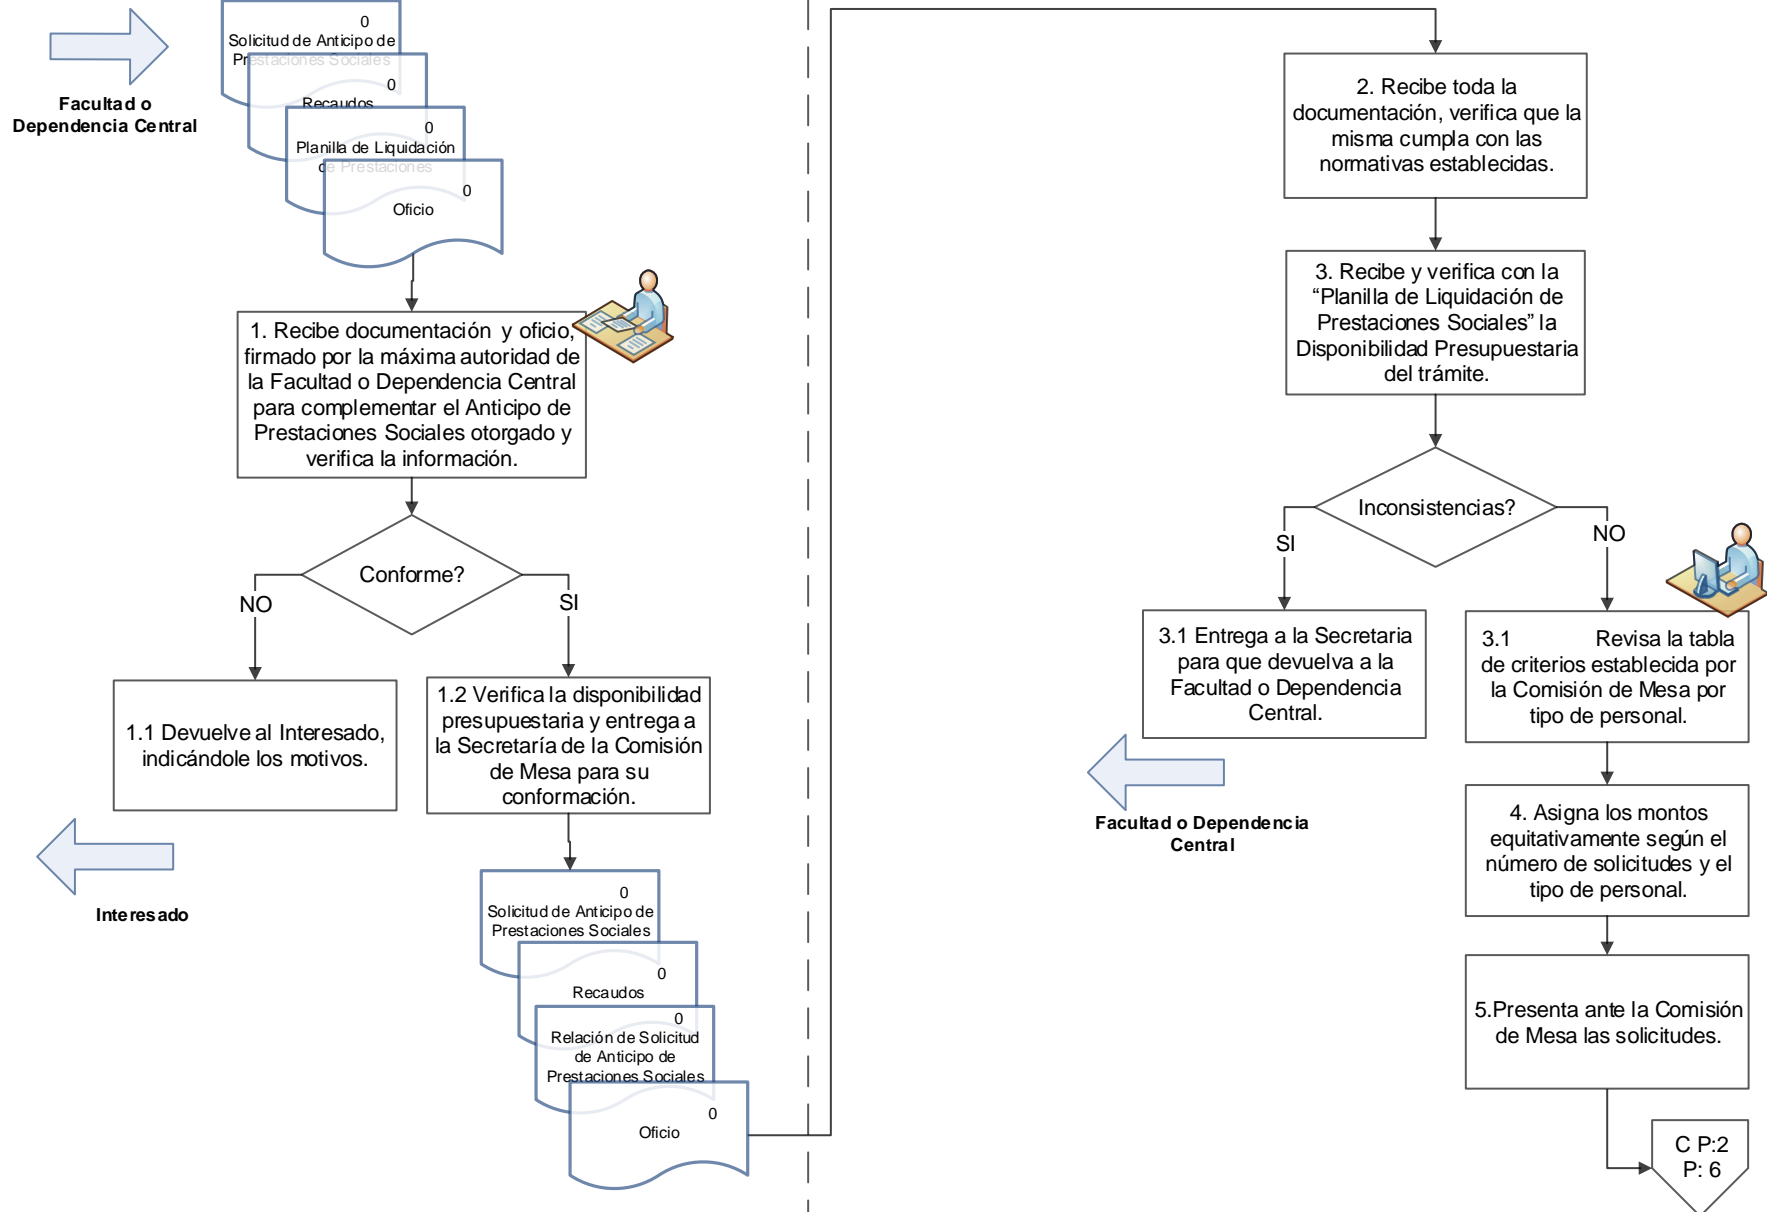 0
Solicitud de Anticipo de
Prestaciones Sociales
0
Recaudos
0
Planilla de Liquidación
de Prestaciones
0
Oficio
Facultad o
Dependencia Central
1. Recibe documentación y oficio,
firmado por la máxima autoridad de
la Facultad o Dependencia Central
para complementar el Anticipo de
Prestaciones Sociales otorgado y
verifica la información.
Conforme?
NO
SI
1.1 Devuelve al Interesado,
indicándole los motivos.
1.2 Verifica la disponibilidad
presupuestaria y entrega a
la Secretaría de la Comisión
de Mesa para su
conformación.
Interesado
0
Solicitud de Anticipo de
Prestaciones Sociales
0
Recaudos
0
Relación de Solicitud
de Anticipo de
Prestaciones Sociales
0
Oficio
2. Recibe toda la
documentación, verifica que la
misma cumpla con las
normativas establecidas.
3. Recibe y verifica con la
“Planilla de Liquidación de
Prestaciones Sociales” la
Disponibilidad Presupuestaria
del trámite.
Inconsistencias?
SI
NO
3.1 Entrega a la Secretaria
para que devuelva a la
Facultad o Dependencia
Central.
Facultad o Dependencia
Central
3.1 Revisa la tabla
de criterios establecida por
la Comisión de Mesa por
tipo de personal.
4. Asigna los montos
equitativamente según el
número de solicitudes y el
tipo de personal.
5.Presenta ante la Comisión
de Mesa las solicitudes.
C P:2
P: 6